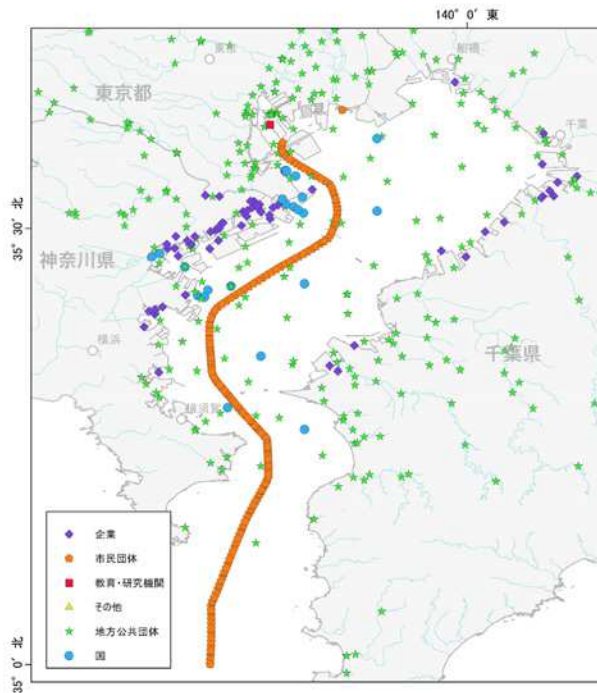 140° 0′ 東
東京
船橋
東京都
千葉
35° 30′ 北
神奈川県
横浜
千葉県
横須賀
企業
市民団体
教育・研究機関
その他
地方公共団体
国
35° 0′ 北